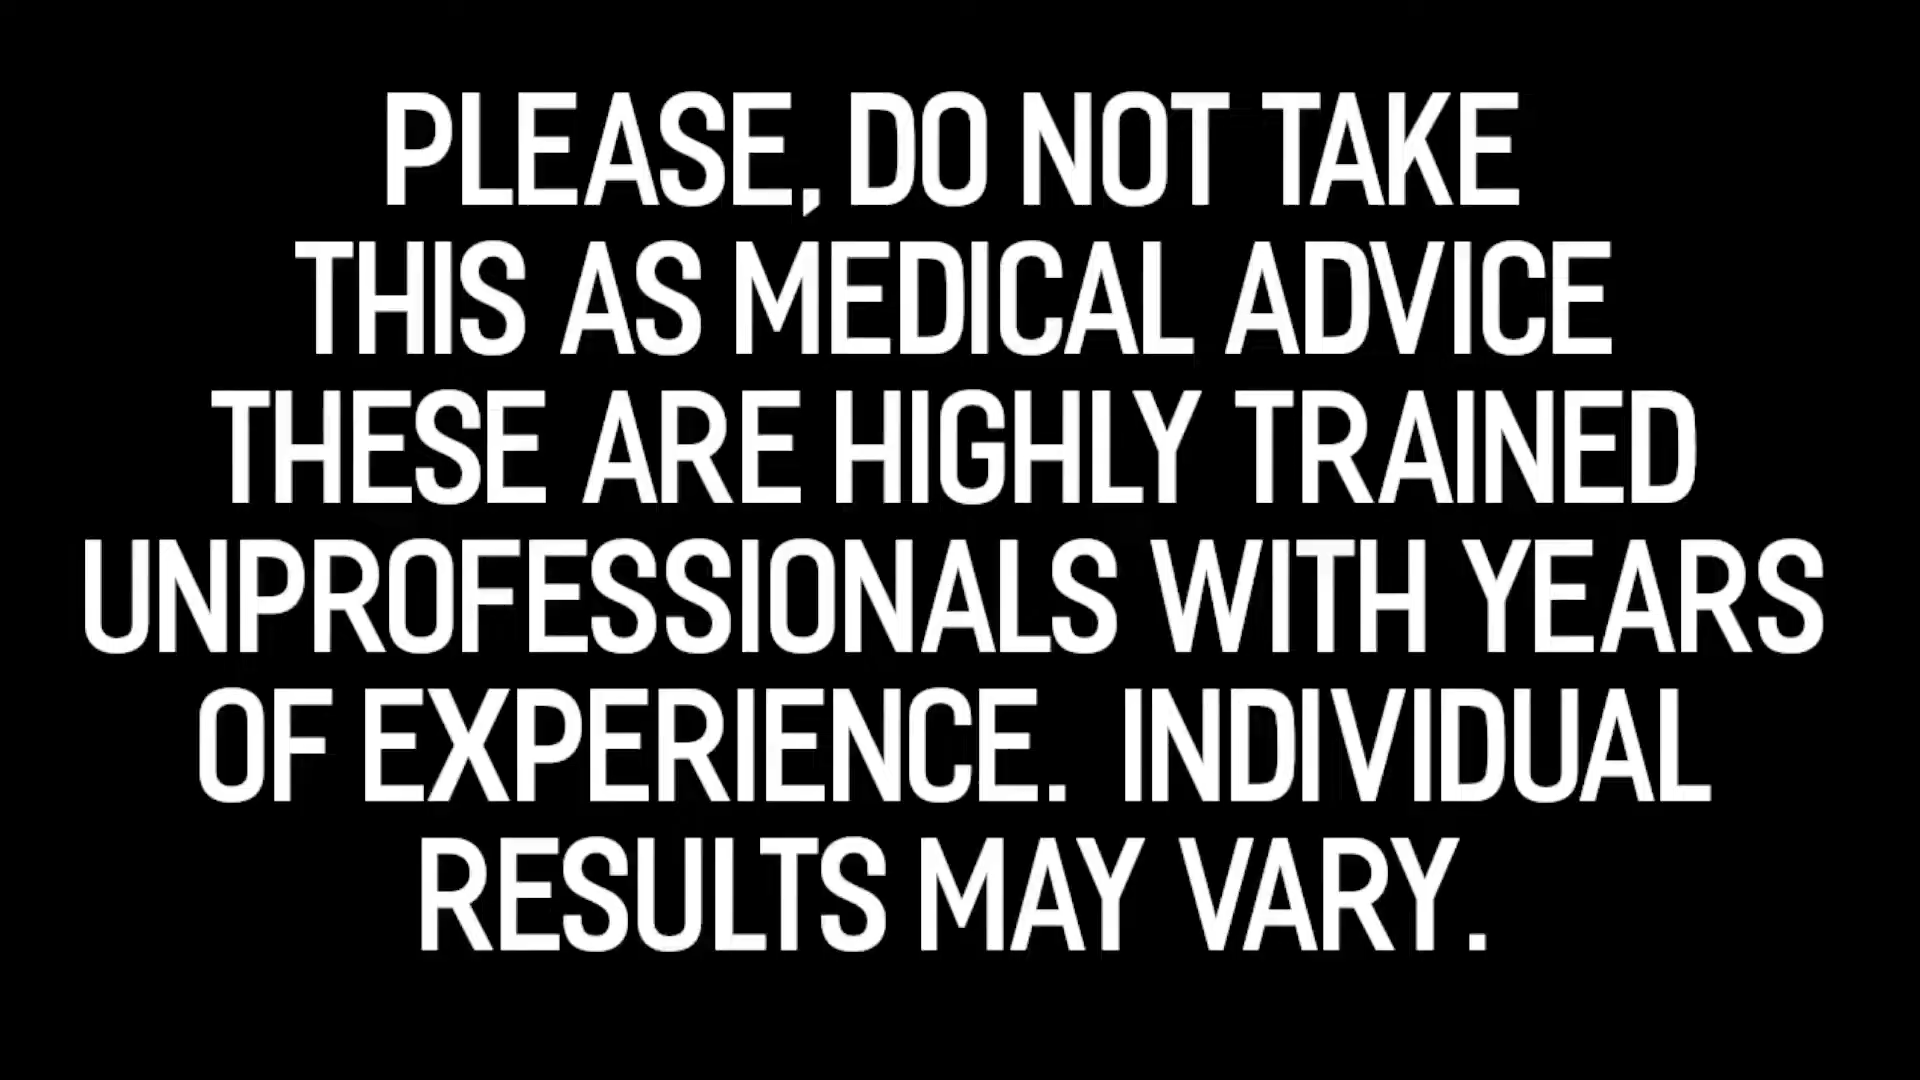 PLEASE, DO NOT TAKE
THIS AS MEDICAL ADVICE
THESE ARE HIGHLY TRAINED
UNPROFESSIONALS WITH YEARS
OF EXPERIENCE. INDIVIDUAL
RESULTS MAY VARY.